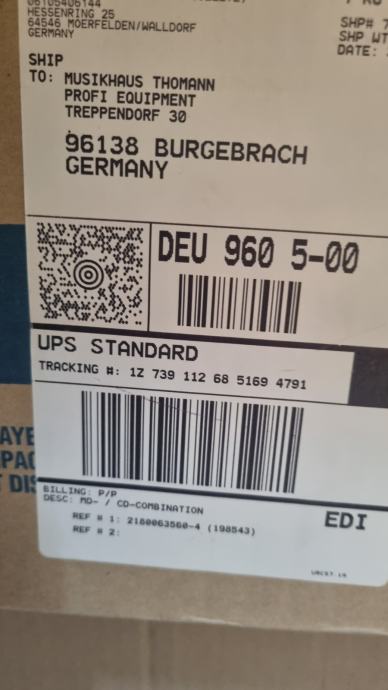 06105406144
HESSENRING 25
64546 MOERFELDEN/WALLDORF
GERMANY
SHP#
SHP WT
DATE:
SHIP
TO: MUSIKHAUS THOMANN
PROFI EQUIPMENT
TREPPENDORF 30
96138 BURGEBRACH
GERMANY
DEU 960 5-00
UPS STANDARD
TRACKING #: 1Z 739 112 68 5169 4791
BILLING: P/P
DESC: MD- / CD-COMBINATION
REF # 1: 2180063560-4 (198543)
REF # 2:
EDI